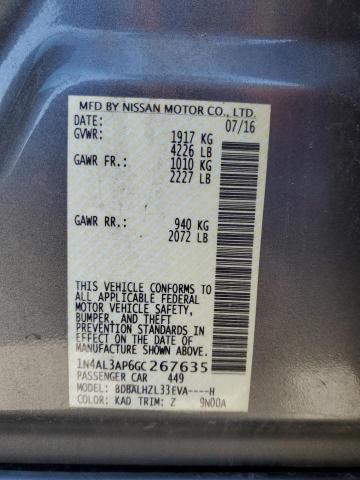 MFD BY NISSAN MOTOR CO., LTD.
DATE: 07/16
GVWR: 1917 KG
4226 LB
GAWR FR: 1010 KG
2227 LB
GAWR RR.: 940 KG
2072 LB
THIS VEHICLE CONFORMS TO
ALL APPLICABLE FEDERAL
MOTOR VEHICLE SAFETY,
BUMPER, AND THEFT
PREVENTION STANDARDS
IN EFFECT ON THE DATE OF
MANUFACTURE SHOWN ABOVE.
1N4AL3AP6GC267635
PASSENGER CAR 449
MODEL: BDBALHZL33EVA----H
COLOR: KAD TRIM: Z 9N00A